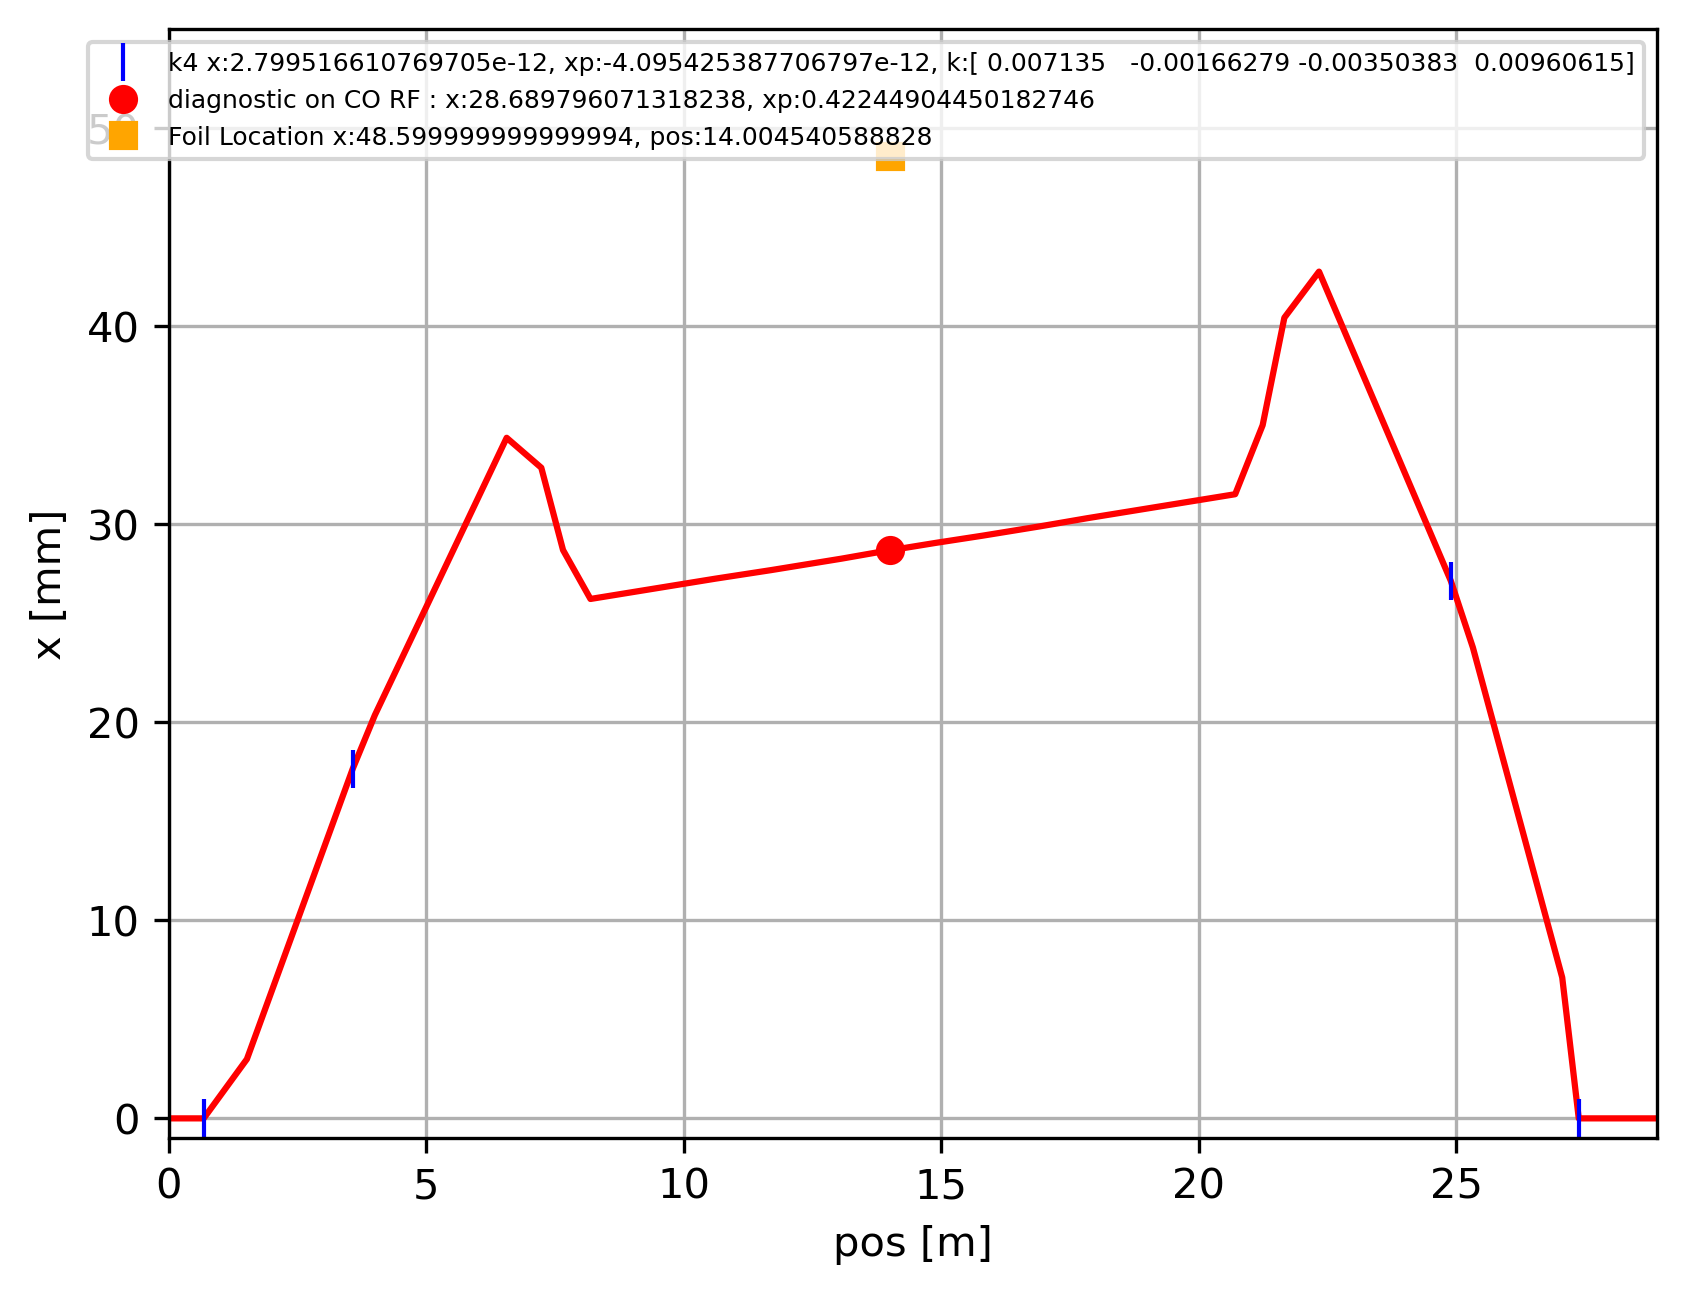 k4 x:2.799516610769705e-12, xp:-4.095425387706797e-12, k:[ 0.007135 -0.00166279 -0.00350383 0.00960615]
diagnostic on CO RF : x:28.689796071318238, xp:0.42244904450182746
Foil Location x:48.599999999999994, pos:14.004540588828
50
40
30
20
10
0
x [mm]
0 5 10 15 20 25
pos [m]